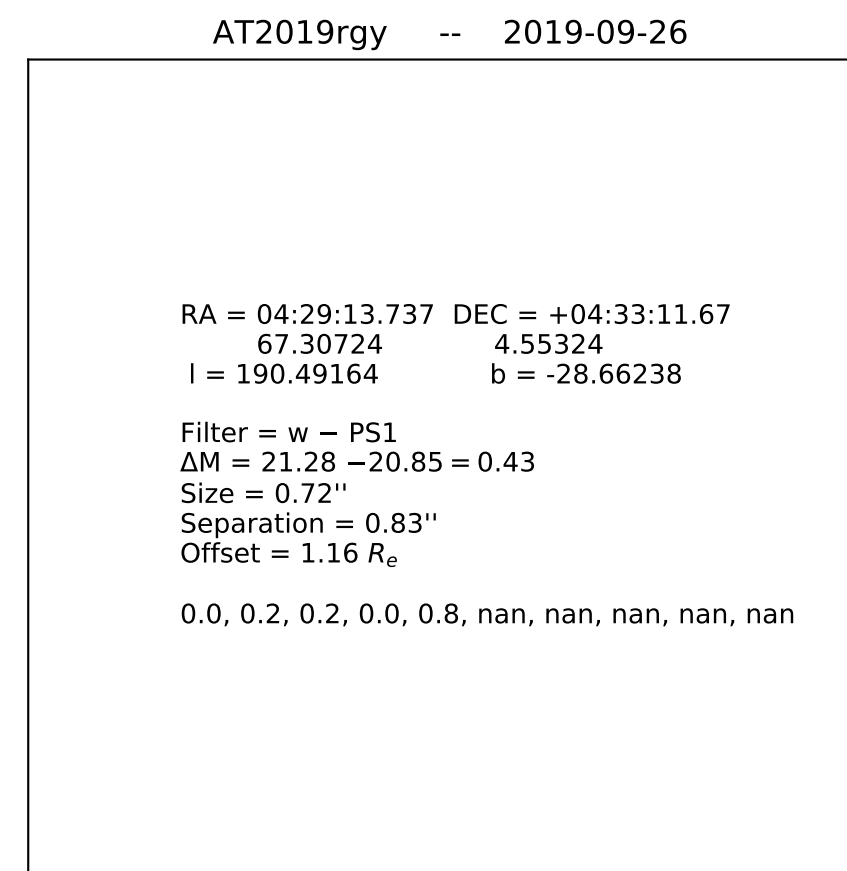 AT2019rgy -- 2019-09-26
RA = 04:29:13.737 DEC = +04:33:11.67
67.30724 4.55324
l = 190.49164 b = -28.66238
Filter = w − PS1
ΔM = 21.28 −20.85 = 0.43
Size = 0.72''
Separation = 0.83''
Offset = 1.16 Rₑ
0.0, 0.2, 0.2, 0.0, 0.8, nan, nan, nan, nan, nan